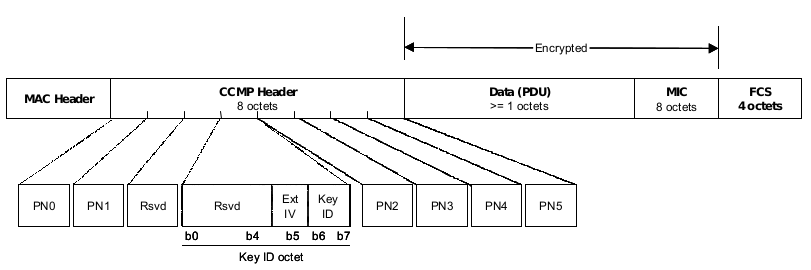 Encrypted
MAC Header
CCMP Header
8 octets
Data (PDU)
>= 1 octets
MIC
8 octets
FCS
4 octets
PN0
PN1
Rsvd
Rsvd
Ext
IV
Key
ID
PN2
PN3
PN4
PN5
b0 b4 b5 b6 b7
Key ID octet